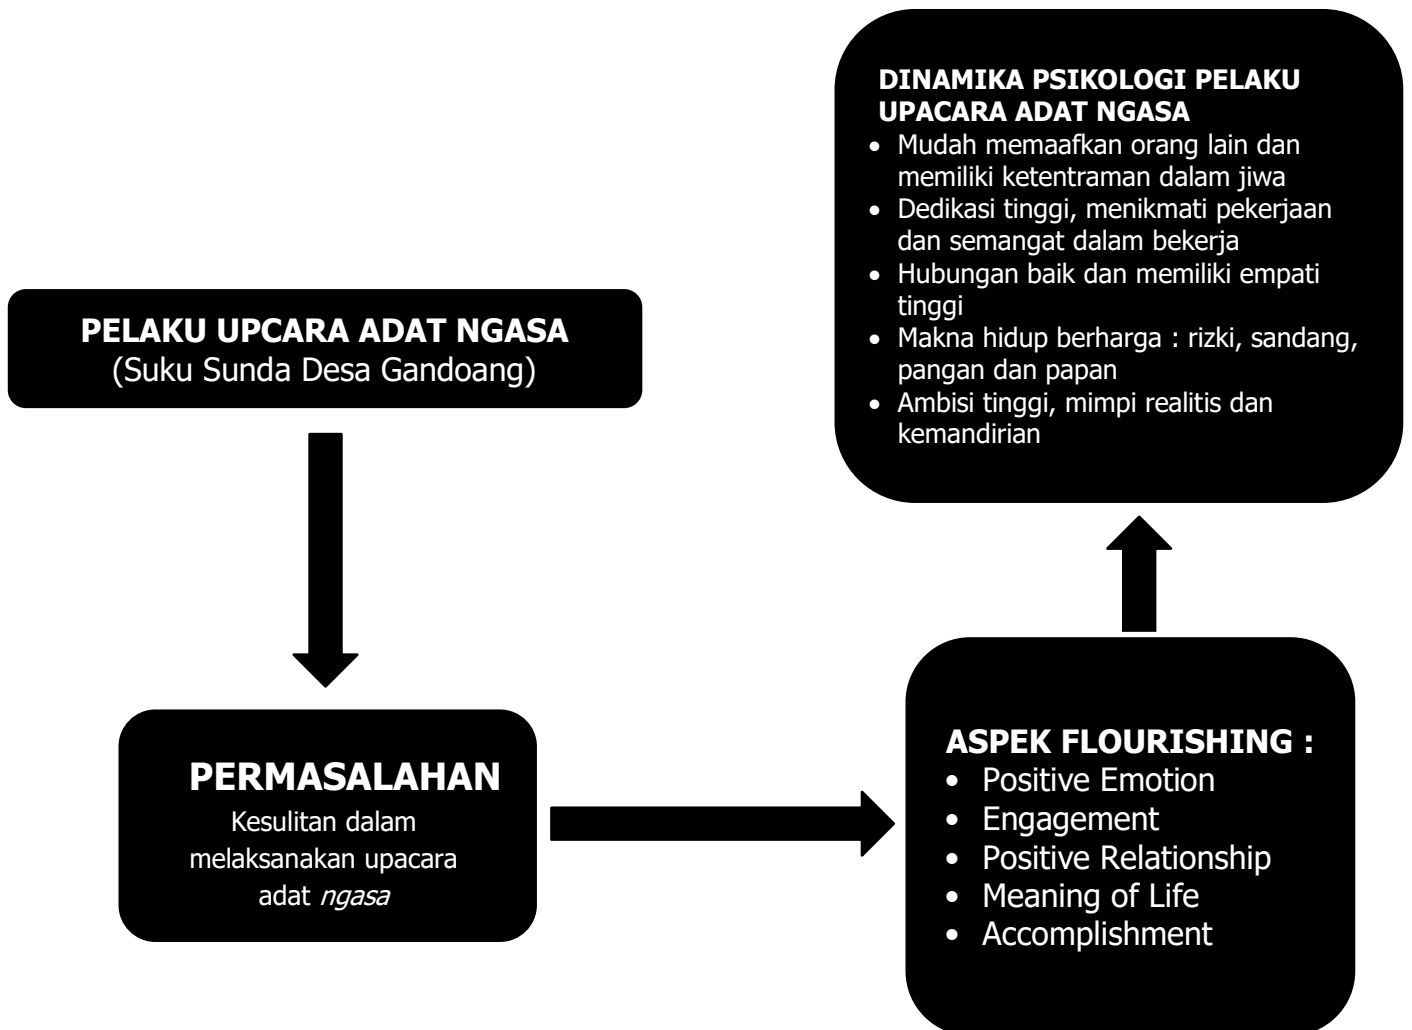 PELAKU UPCARA ADAT NGASA
(Suku Sunda Desa Gandoang)
PERMASALAHAN
Kesulitan dalam
melaksanakan upacara
adat ngasa
ASPEK FLOURISHING :
• Positive Emotion
• Engagement
• Positive Relationship
• Meaning of Life
• Accomplishment
DINAMIKA PSIKOLOGI PELAKU
UPACARA ADAT NGASA
• Mudah memaafkan orang lain dan
memiliki ketentraman dalam jiwa
• Dedikasi tinggi, menikmati pekerjaan
dan semangat dalam bekerja
• Hubungan baik dan memiliki empati
tinggi
• Makna hidup berharga : rizki, sandang,
pangan dan papan
• Ambisi tinggi, mimpi realitis dan
kemandirian